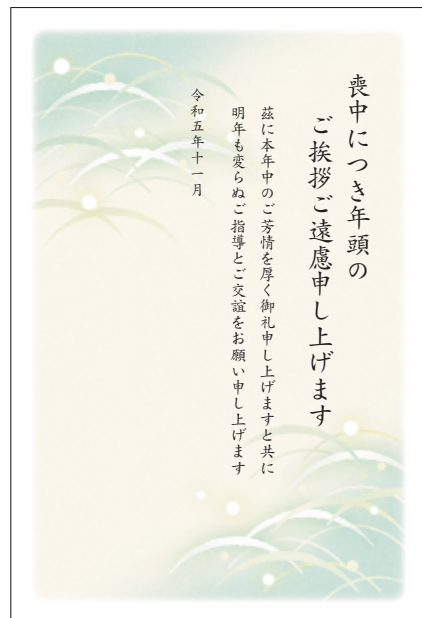 喪中につき年頭の
ご挨拶ご遠慮申し上げます
茲に本年中のご芳情を厚く御礼申し上げますと共に
明年も変らぬご指導とご交誼をお願い申し上げます
令和五年十一月